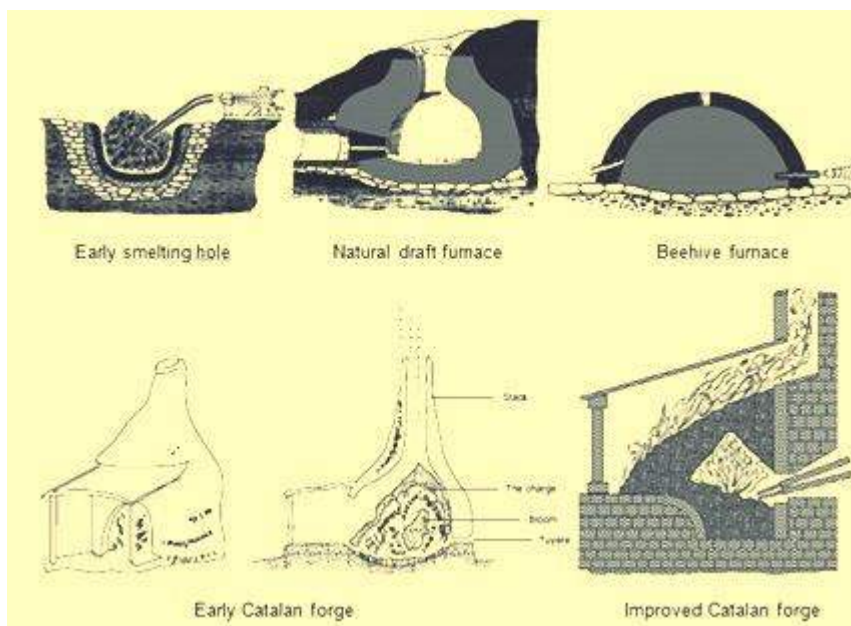 Early smelting hole
Natural draft furnace
Beehive furnace
Stack
The charge
Bloom
Tuyere
Early Catalan forge
Improved Catalan forge